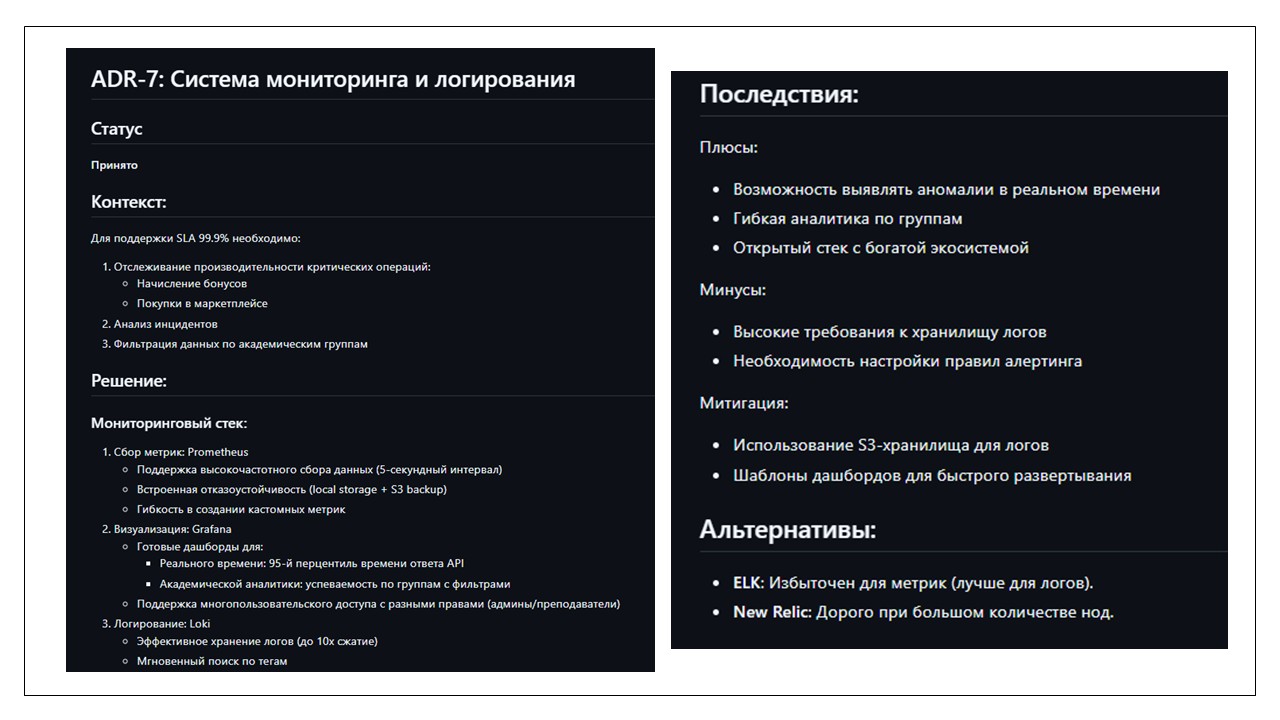 ADR-7: Система мониторинга и логирования
Статус
Принято
Контекст:
Для поддержки SLA 99.9% необходимо:
1. Отслеживание производительности критических операций:
◦ Начисление бонусов
◦ Покупки в маркетплейсе
2. Анализ инцидентов
3. Фильтрация данных по академическим группам
Решение:
Мониторинговый стек:
1. Сбор метрик: Prometheus
◦ Поддержка высокочастотного сбора данных (5-секундный интервал)
◦ Встроенная отказоустойчивость (local storage + S3 backup)
◦ Гибкость в создании кастомных метрик
2. Визуализация: Grafana
◦ Готовые дашборды для:
▪ Реального времени: 95-й перцентиль времени ответа API
▪ Академической аналитики: успеваемость по группам с фильтрами
◦ Поддержка многопользовательского доступа с разными правами (админы/преподаватели)
3. Логирование: Loki
◦ Эффективное хранение логов (до 10x сжатие)
◦ Мгновенный поиск по тегам
Последствия:
Плюсы:
• Возможность выявлять аномалии в реальном времени
• Гибкая аналитика по группам
• Открытый стек с богатой экосистемой
Минусы:
• Высокие требования к хранилищу логов
• Необходимость настройки правил алертинга
Митигация:
• Использование S3-хранилища для логов
• Шаблоны дашбордов для быстрого развертывания
Альтернативы:
• ELK: Избыточен для метрик (лучше для логов).
• New Relic: Дорого при большом количестве нод.